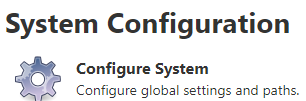 System Configuration
Configure System
Configure global settings and paths.